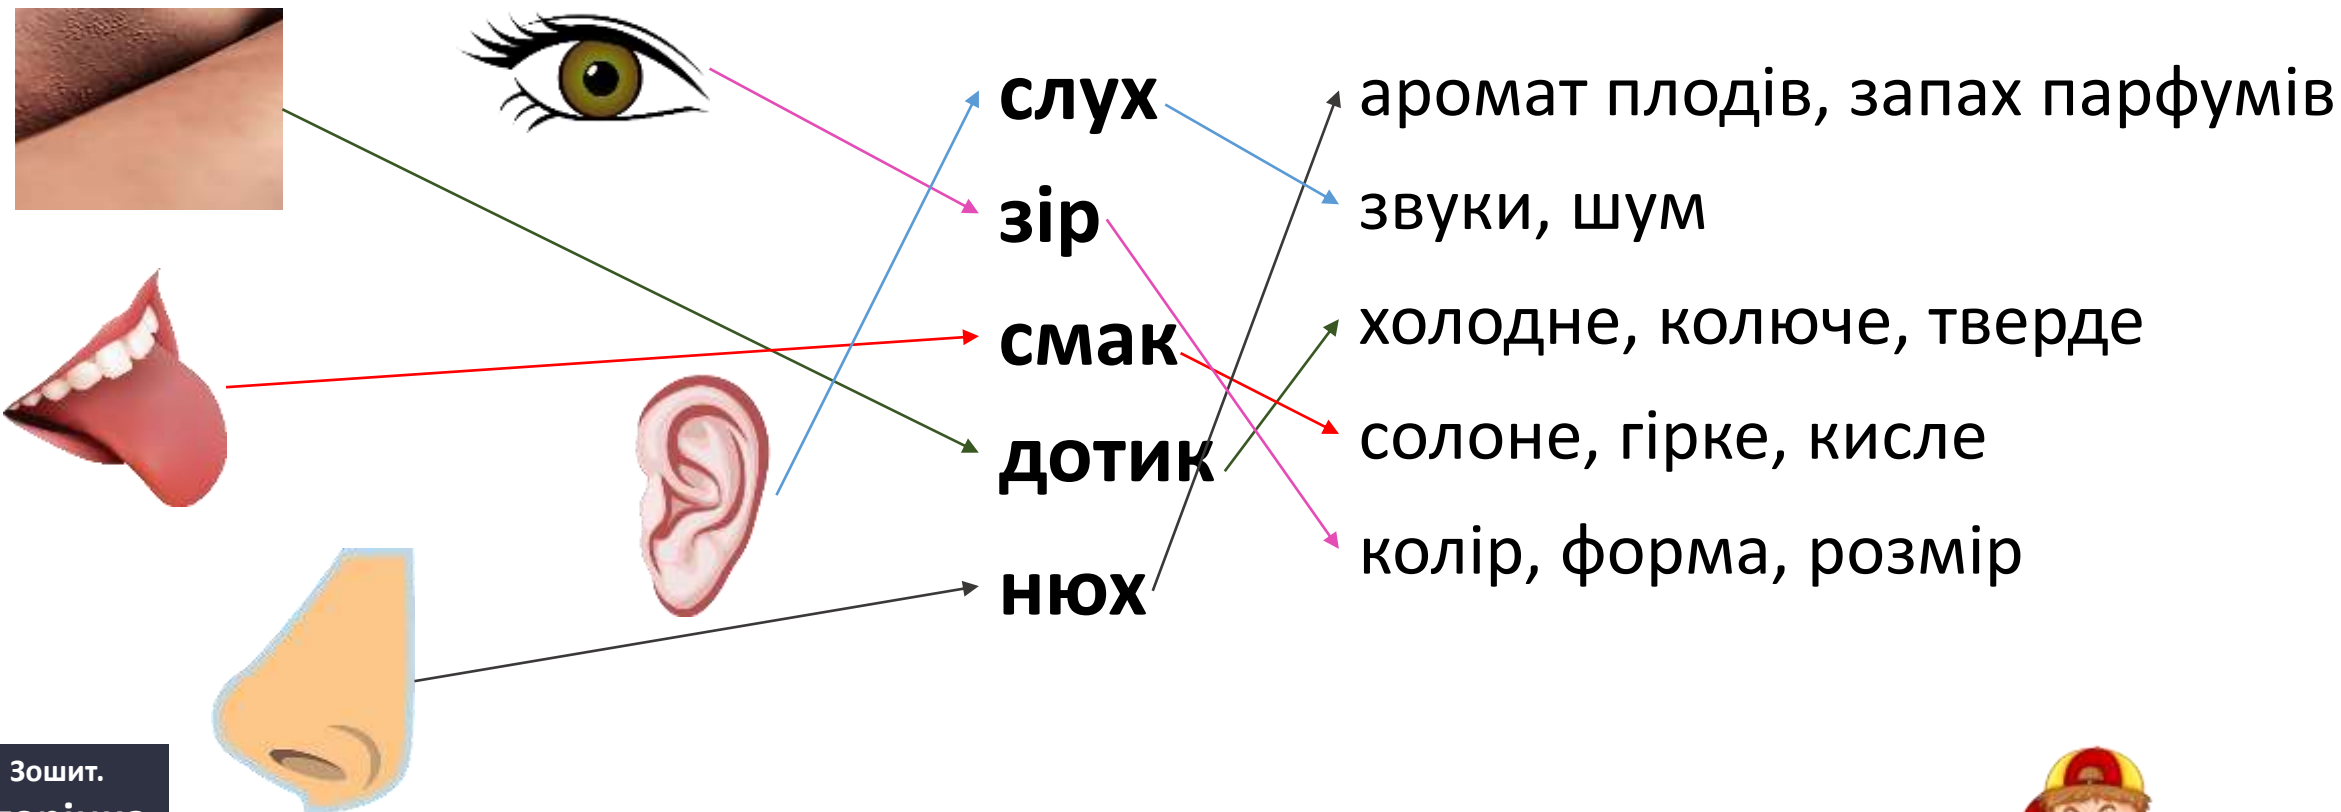 слух
зір
смак
дотик
нюх
аромат плодів, запах парфумів
звуки, шум
холодне, колюче, тверде
солоне, гірке, кисле
колір, форма, розмір
Зошит.